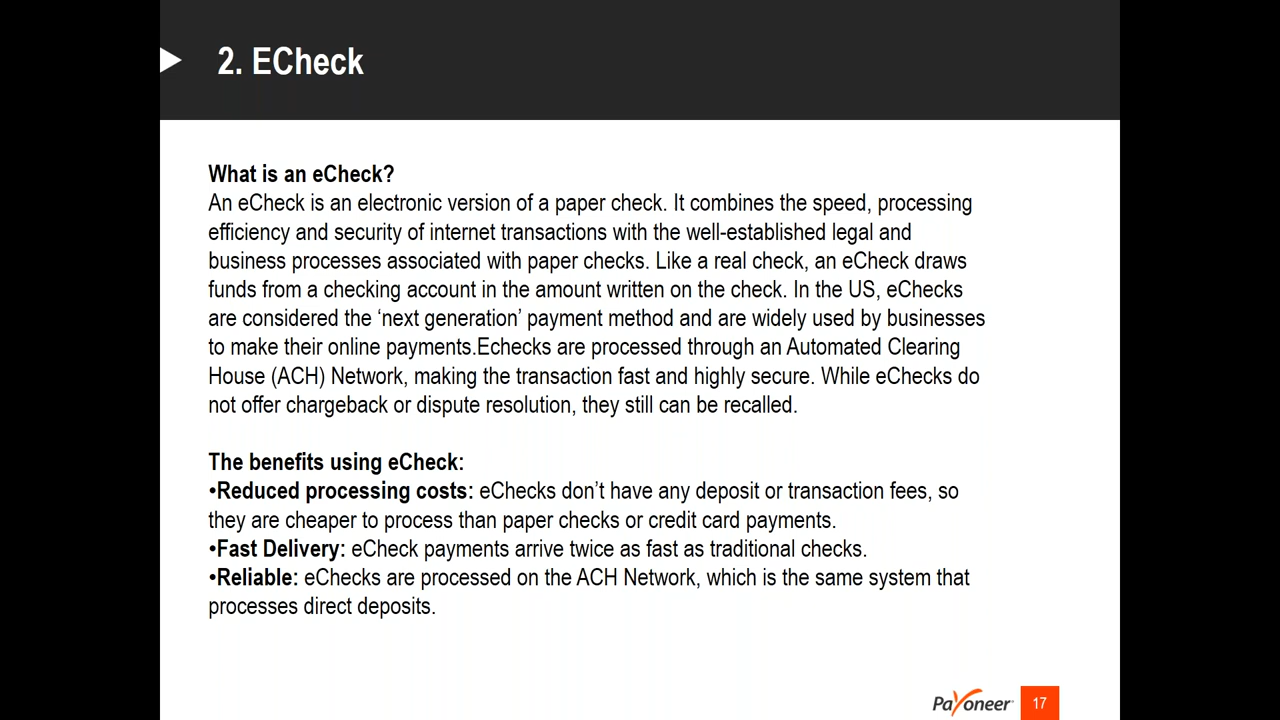 2. ECheck
What is an eCheck?
An eCheck is an electronic version of a paper check. It combines the speed, processing
efficiency and security of internet transactions with the well-established legal and
business processes associated with paper checks. Like a real check, an eCheck draws
funds from a checking account in the amount written on the check. In the US, eChecks
are considered the ‘next generation’ payment method and are widely used by businesses
to make their online payments.Echecks are processed through an Automated Clearing
House (ACH) Network, making the transaction fast and highly secure. While eChecks do
not offer chargeback or dispute resolution, they still can be recalled.
The benefits using eCheck:
•Reduced processing costs: eChecks don’t have any deposit or transaction fees, so
they are cheaper to process than paper checks or credit card payments.
•Fast Delivery: eCheck payments arrive twice as fast as traditional checks.
•Reliable: eChecks are processed on the ACH Network, which is the same system that
processes direct deposits.
Payoneer
17